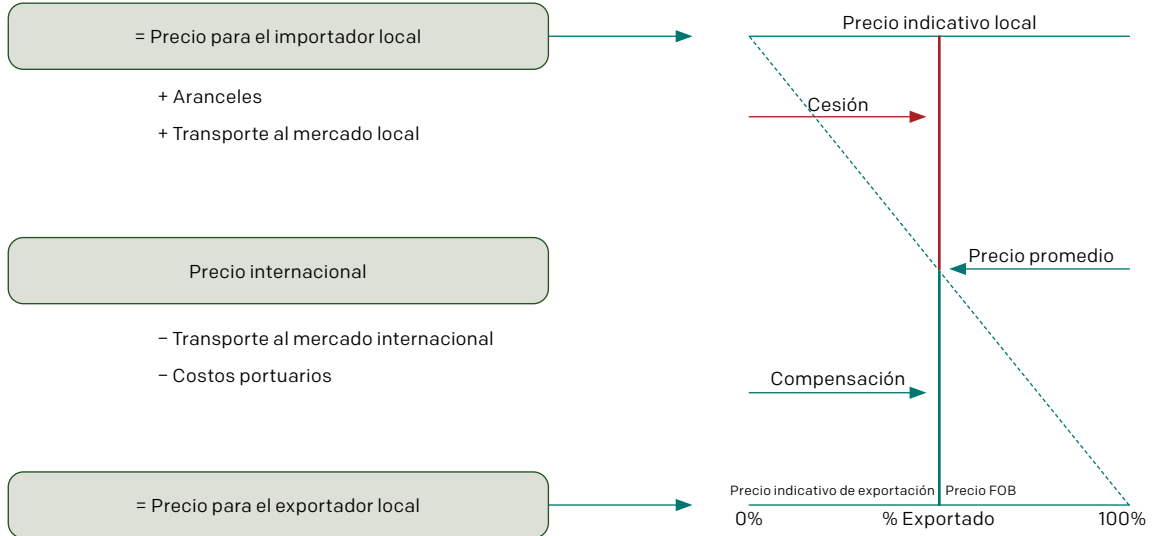 = Precio para el importador local
+ Aranceles
+ Transporte al mercado local
Precio internacional
− Transporte al mercado internacional
− Costos portuarios
= Precio para el exportador local
Precio indicativo local
Cesión
Precio promedio
Compensación
Precio indicativo de exportación
Precio FOB
0%
% Exportado
100%